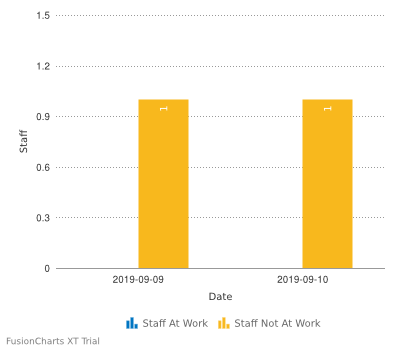 1.5
1.2
0.9
0.6
0.3
0
Staff
1
1
2019-09-09
2019-09-10
Date
Staff At Work
Staff Not At Work
FusionCharts XT Trial